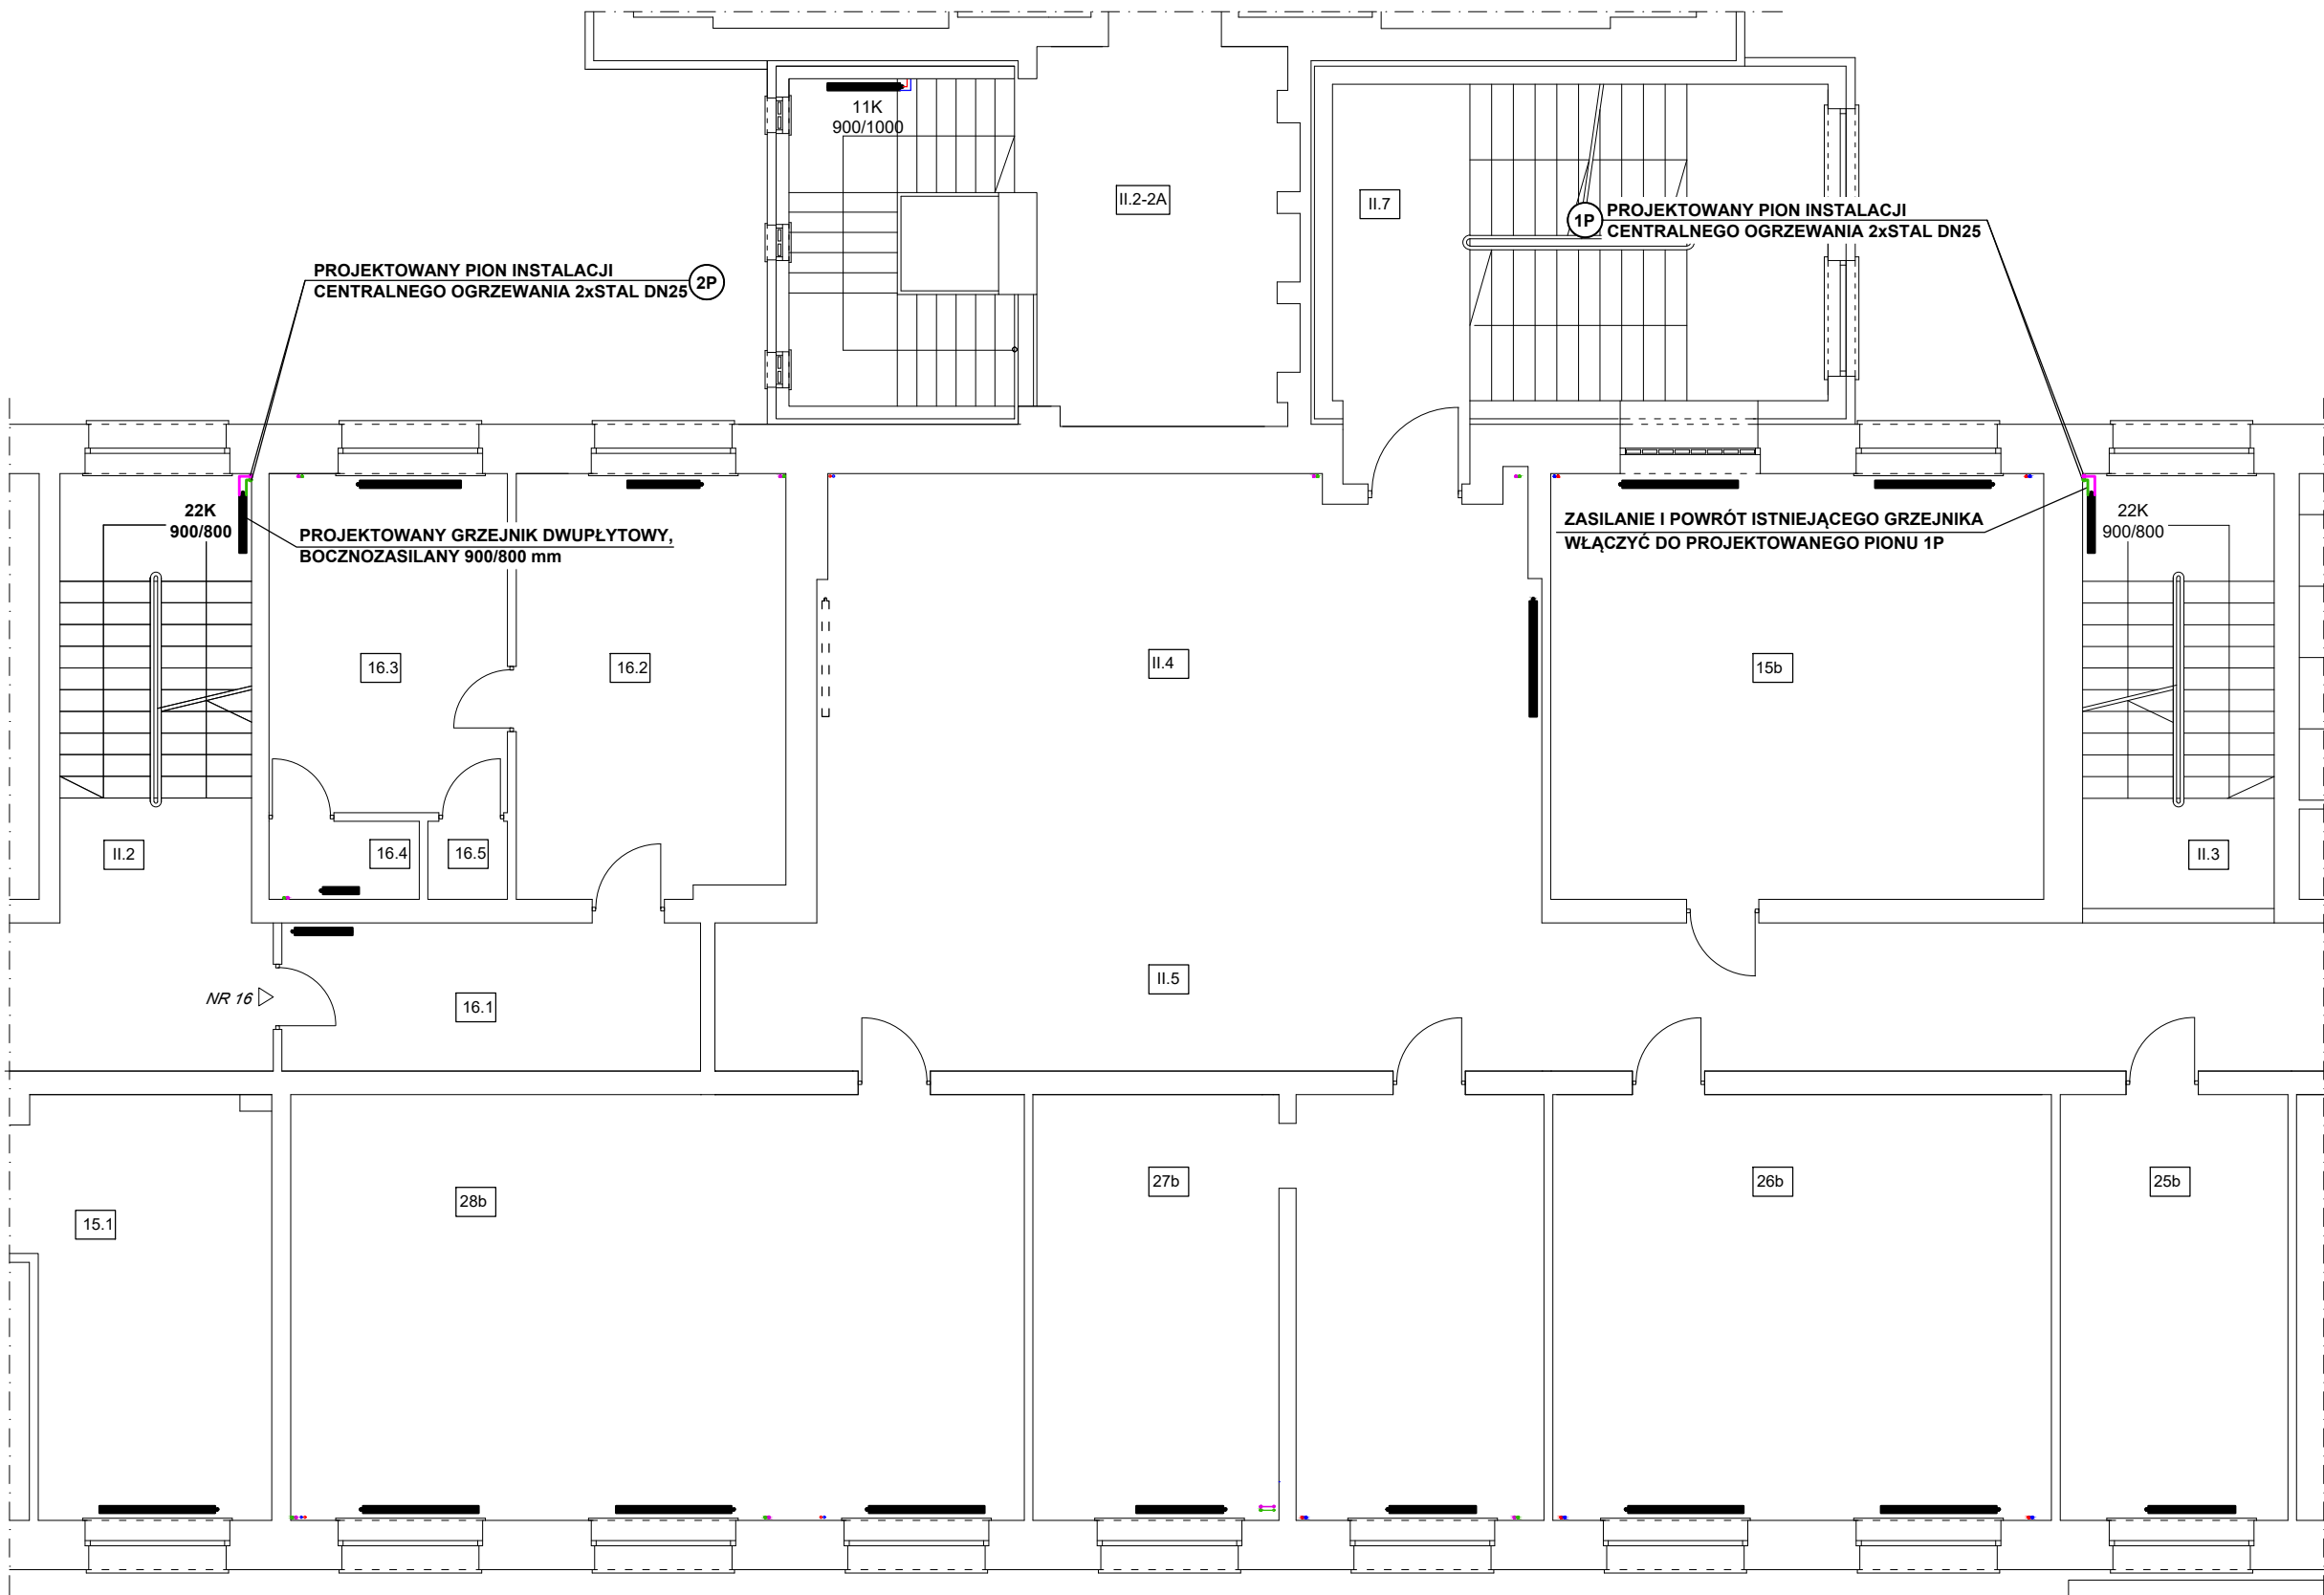 11K
900/1000
II.2-2A
II.7
1P
PROJEKTOWANY PION INSTALACJI
CENTRALNEGO OGRZEWANIA 2xSTAL DN25
PROJEKTOWANY PION INSTALACJI
CENTRALNEGO OGRZEWANIA 2xSTAL DN25
2P
22K
900/800
PROJEKTOWANY GRZEJNIK DWUPŁYTOWY,
BOCZNOZASILANY 900/800 mm
ZASILANIE I POWRÓT ISTNIEJĄCEGO GRZEJNIKA
WŁĄCZYĆ DO PROJEKTOWANEGO PIONU 1P
22K
900/800
16.3
16.2
II.4
15b
II.2
16.4
16.5
II.3
NR 16
16.1
II.5
15.1
28b
27b
26b
25b